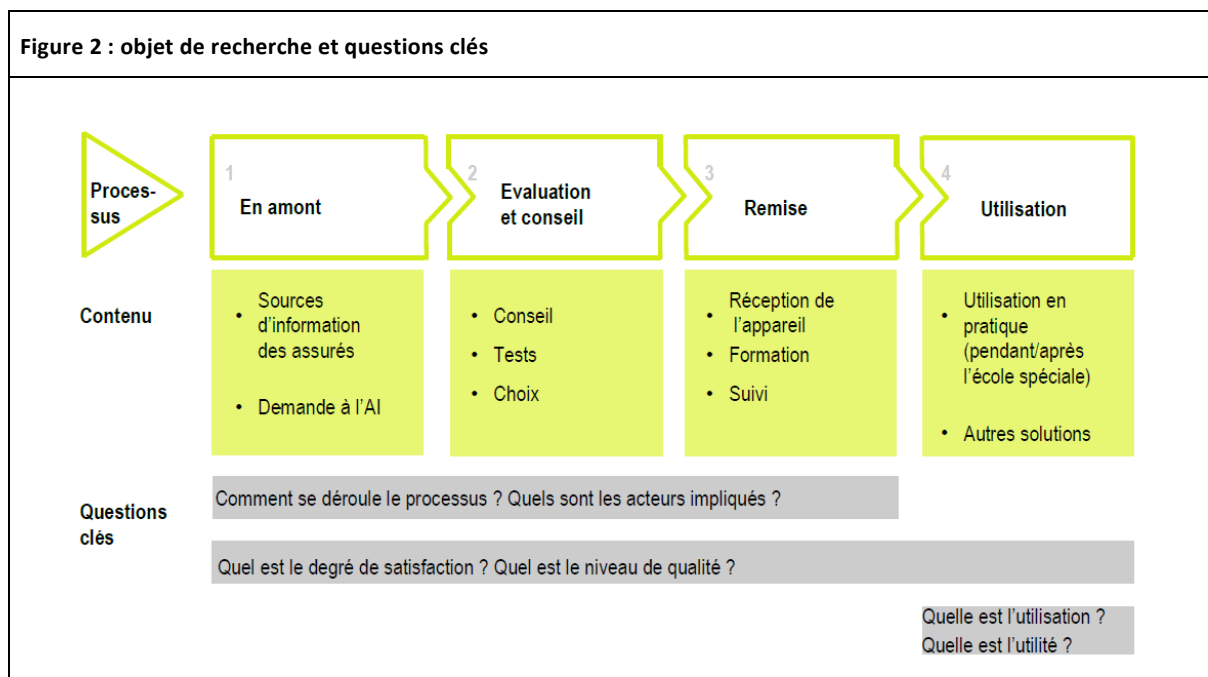 Figure 2 : objet de recherche et questions clés
Proces-
sus
1
En amont
2
Evaluation
et conseil
3
Remise
4
Utilisation
Contenu
• Sources
d’information
des assurés
• Demande à l’AI
• Conseil
• Tests
• Choix
• Réception de
l’appareil
• Formation
• Suivi
• Utilisation en
pratique
(pendant/après
l’école spéciale)
• Autres solutions
Questions
clés
Comment se déroule le processus ? Quels sont les acteurs impliqués ?
Quel est le degré de satisfaction ? Quel est le niveau de qualité ?
Quelle est l’utilisation ?
Quelle est l’utilité ?